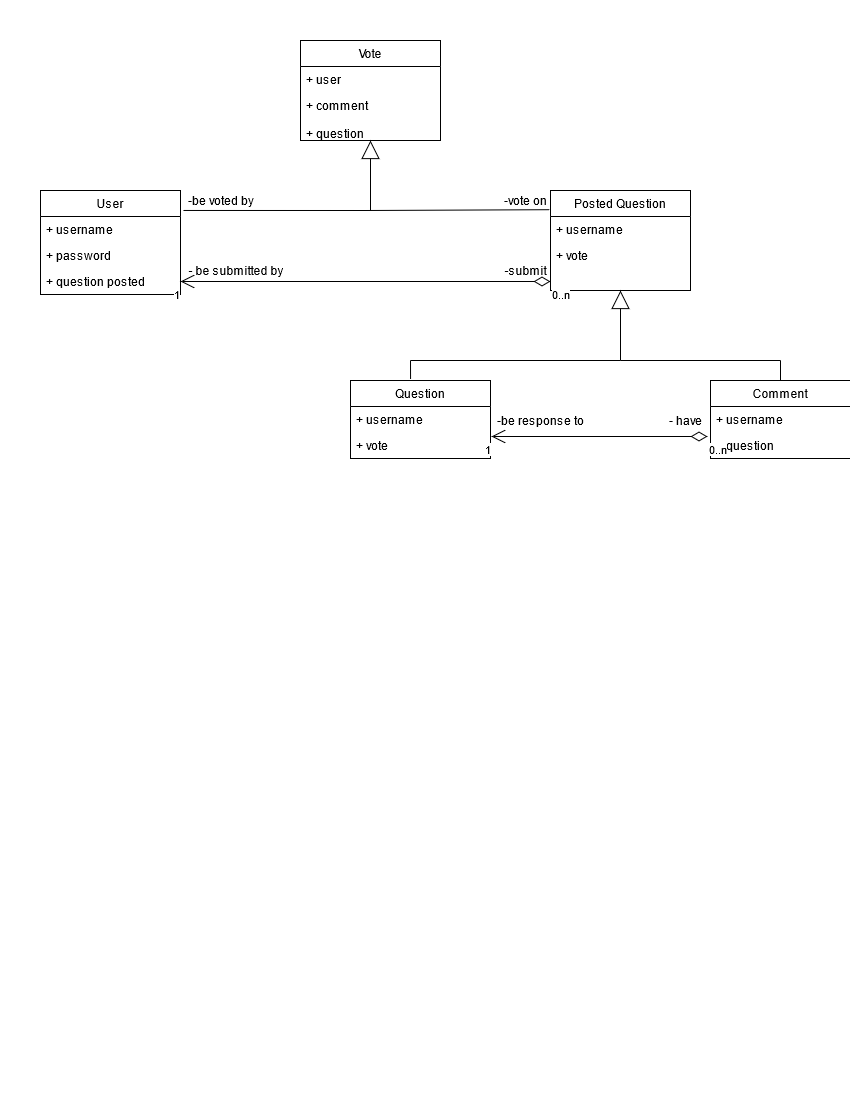 Vote
+ user
+ comment
+ question
User
+ username
+ password
+ question posted
1
-be voted by
-vote on
- be submitted by
-submit
Posted Question
+ username
+ vote
0..n
Question
+ username
+ vote
1
-be response to
- have
Comment
+ username
question
0..n